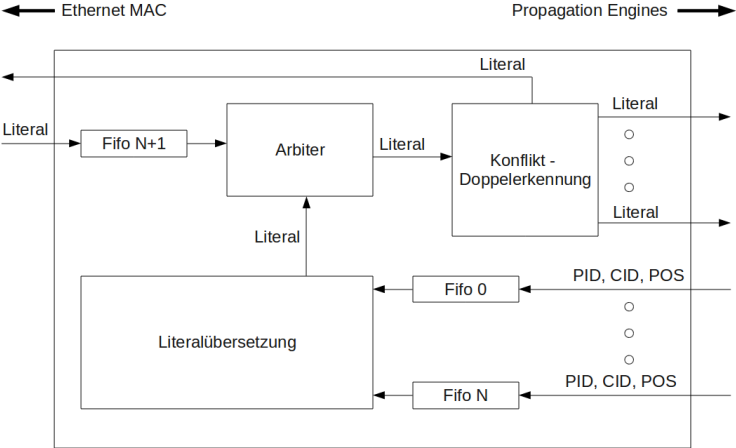 Ethernet MAC
Propagation Engines
Literal
Literal
Literal
Fifo N+1
Arbiter
Literal
Konflikt -
Doppelerkennung
Literal
Literal
PID, CID, POS
Fifo 0
Literalübersetzung
PID, CID, POS
Fifo N